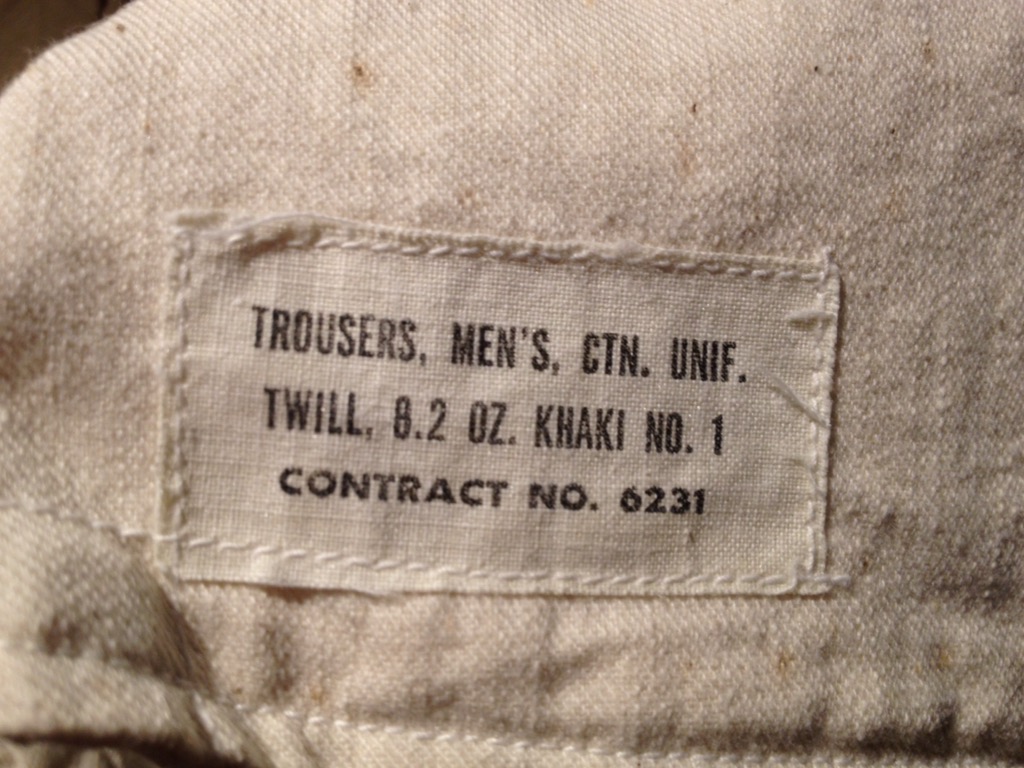 TROUSERS, MEN'S, CTN. UNIF.
TWILL, 8.2 OZ. KHAKI NO. 1
CONTRACT NO. 6231